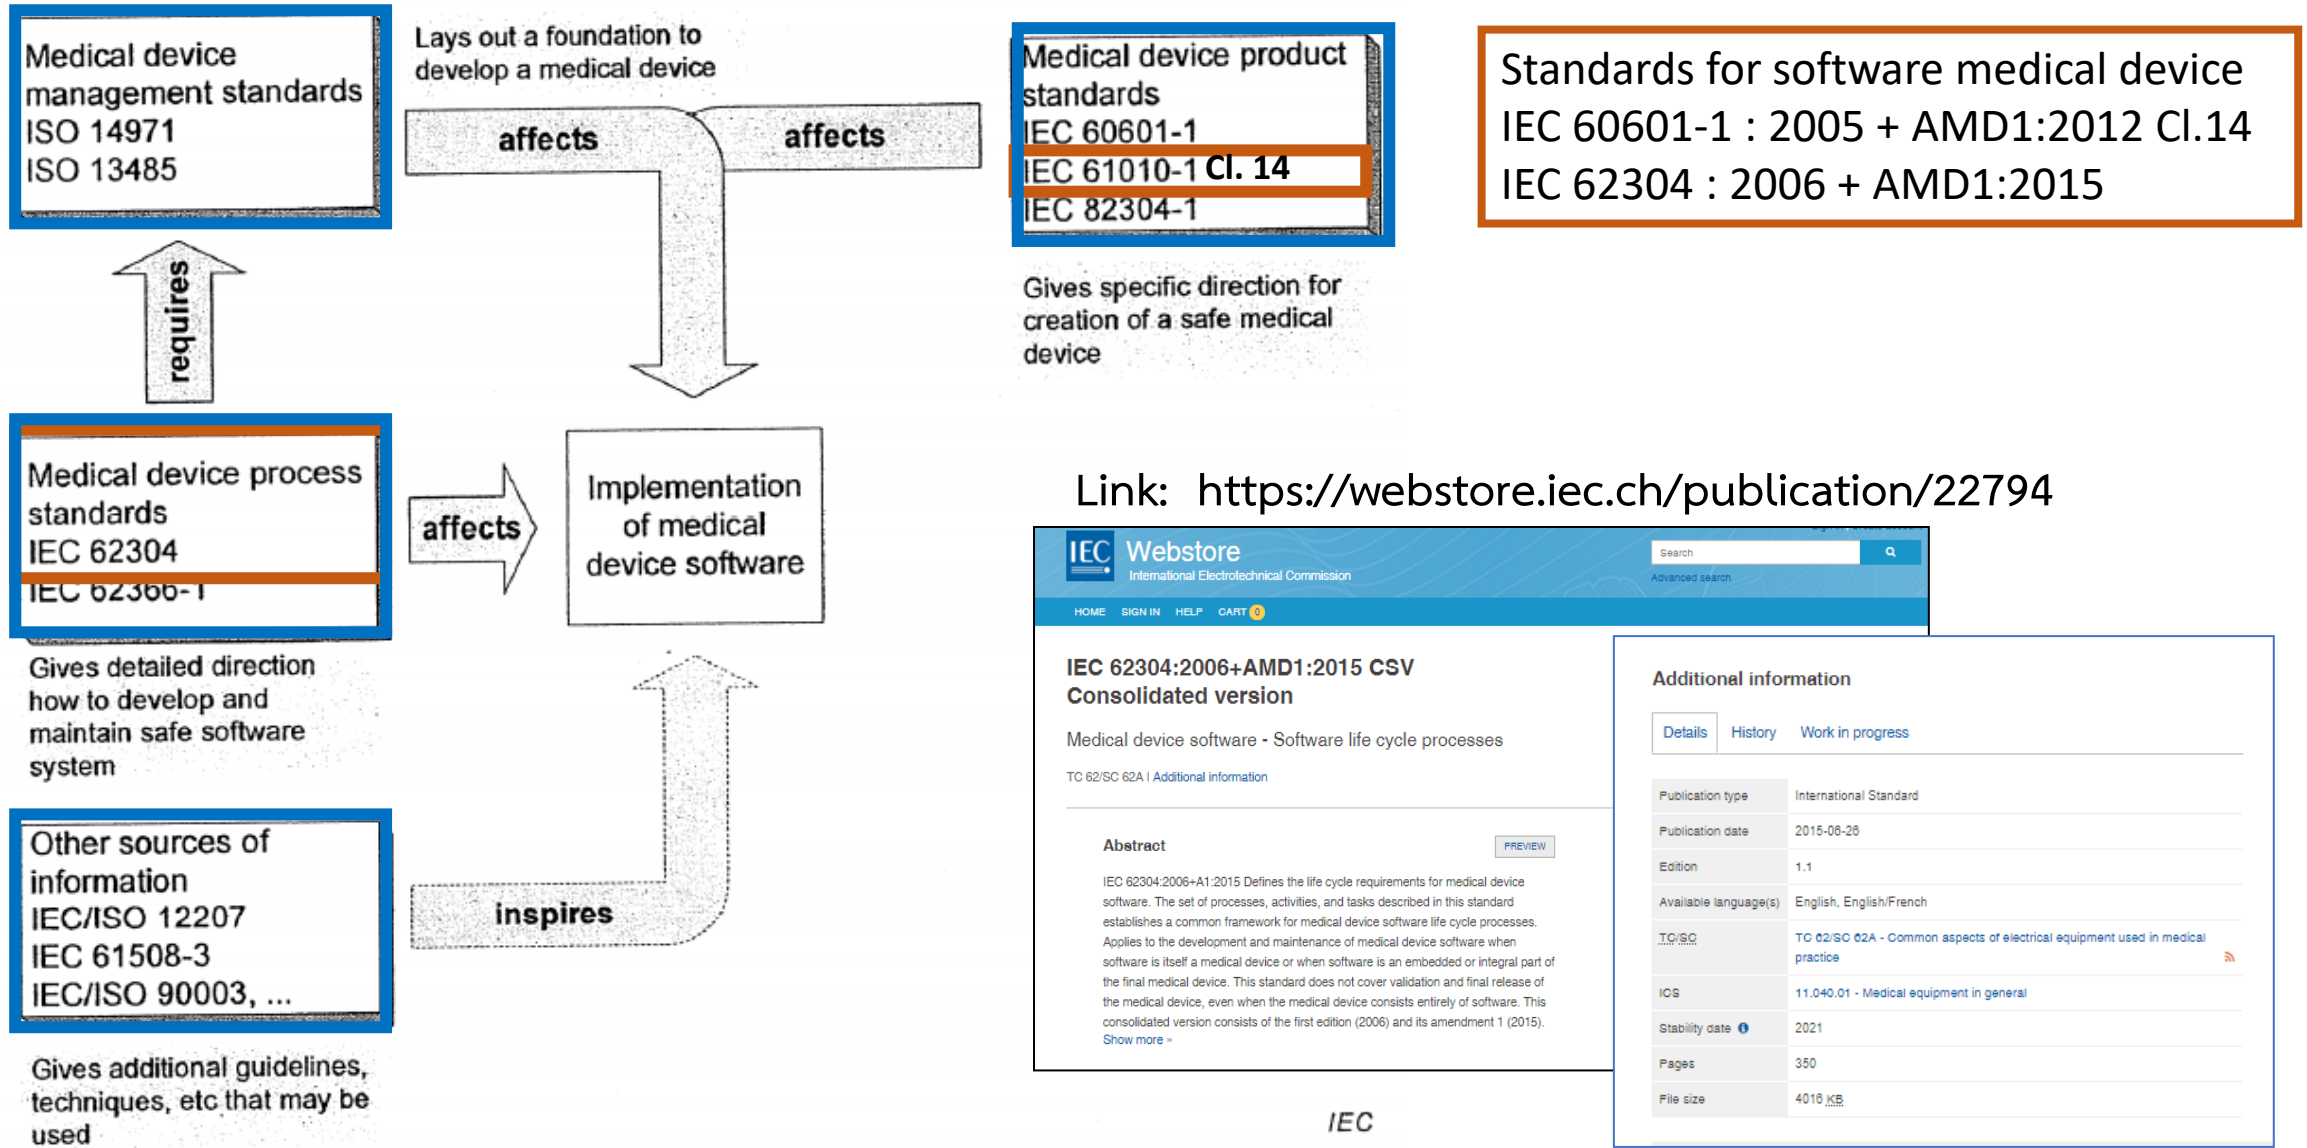 Medical device
management standards
ISO 14971
ISO 13485
Lays out a foundation to
develop a medical device
affects
affects
Medical device product
standards
IEC 60601-1
IEC 61010-1 Cl. 14
IEC 82304-1
Gives specific direction for
creation of a safe medical
device
Standards for software medical device
IEC 60601-1 : 2005 + AMD1:2012 Cl.14
IEC 62304 : 2006 + AMD1:2015
requires
Medical device process
standards
IEC 62304
IEC 62366-1
affects
Implementation
of medical
device software
Gives detailed direction
how to develop and
maintain safe software
system
Other sources of
information
IEC/ISO 12207
IEC 61508-3
IEC/ISO 90003, ...
inspires
Gives additional guidelines,
techniques, etc that may be
used
IEC
Link: https://webstore.iec.ch/publication/22794
IEC Webstore
International Electrotechnical Commission
Search
Advanced search
HOME SIGN IN HELP CART 0
IEC 62304:2006+AMD1:2015 CSV
Consolidated version
Medical device software - Software life cycle processes
TC 62/SC 62A | Additional information
Abstract
PREVIEW
IEC 62304:2006+A1:2015 Defines the life cycle requirements for medical device
software. The set of processes, activities, and tasks described in this standard
establishes a common framework for medical device software life cycle processes.
Applies to the development and maintenance of medical device software when
software is itself a medical device or when software is an embedded or integral part of
the final medical device. This standard does not cover validation and final release of
the medical device, even when the medical device consists entirely of software. This
consolidated version consists of the first edition (2006) and its amendment 1 (2015).
Show more »
Additional information
Details History Work in progress
Publication type International Standard
Publication date 2015-06-26
Edition 1.1
Available language(s) English, English/French
TC/SC TC 62/SC 62A - Common aspects of electrical equipment used in medical
practice
ICS 11.040.01 - Medical equipment in general
Stability date 2021
Pages 350
File size 4016 KB